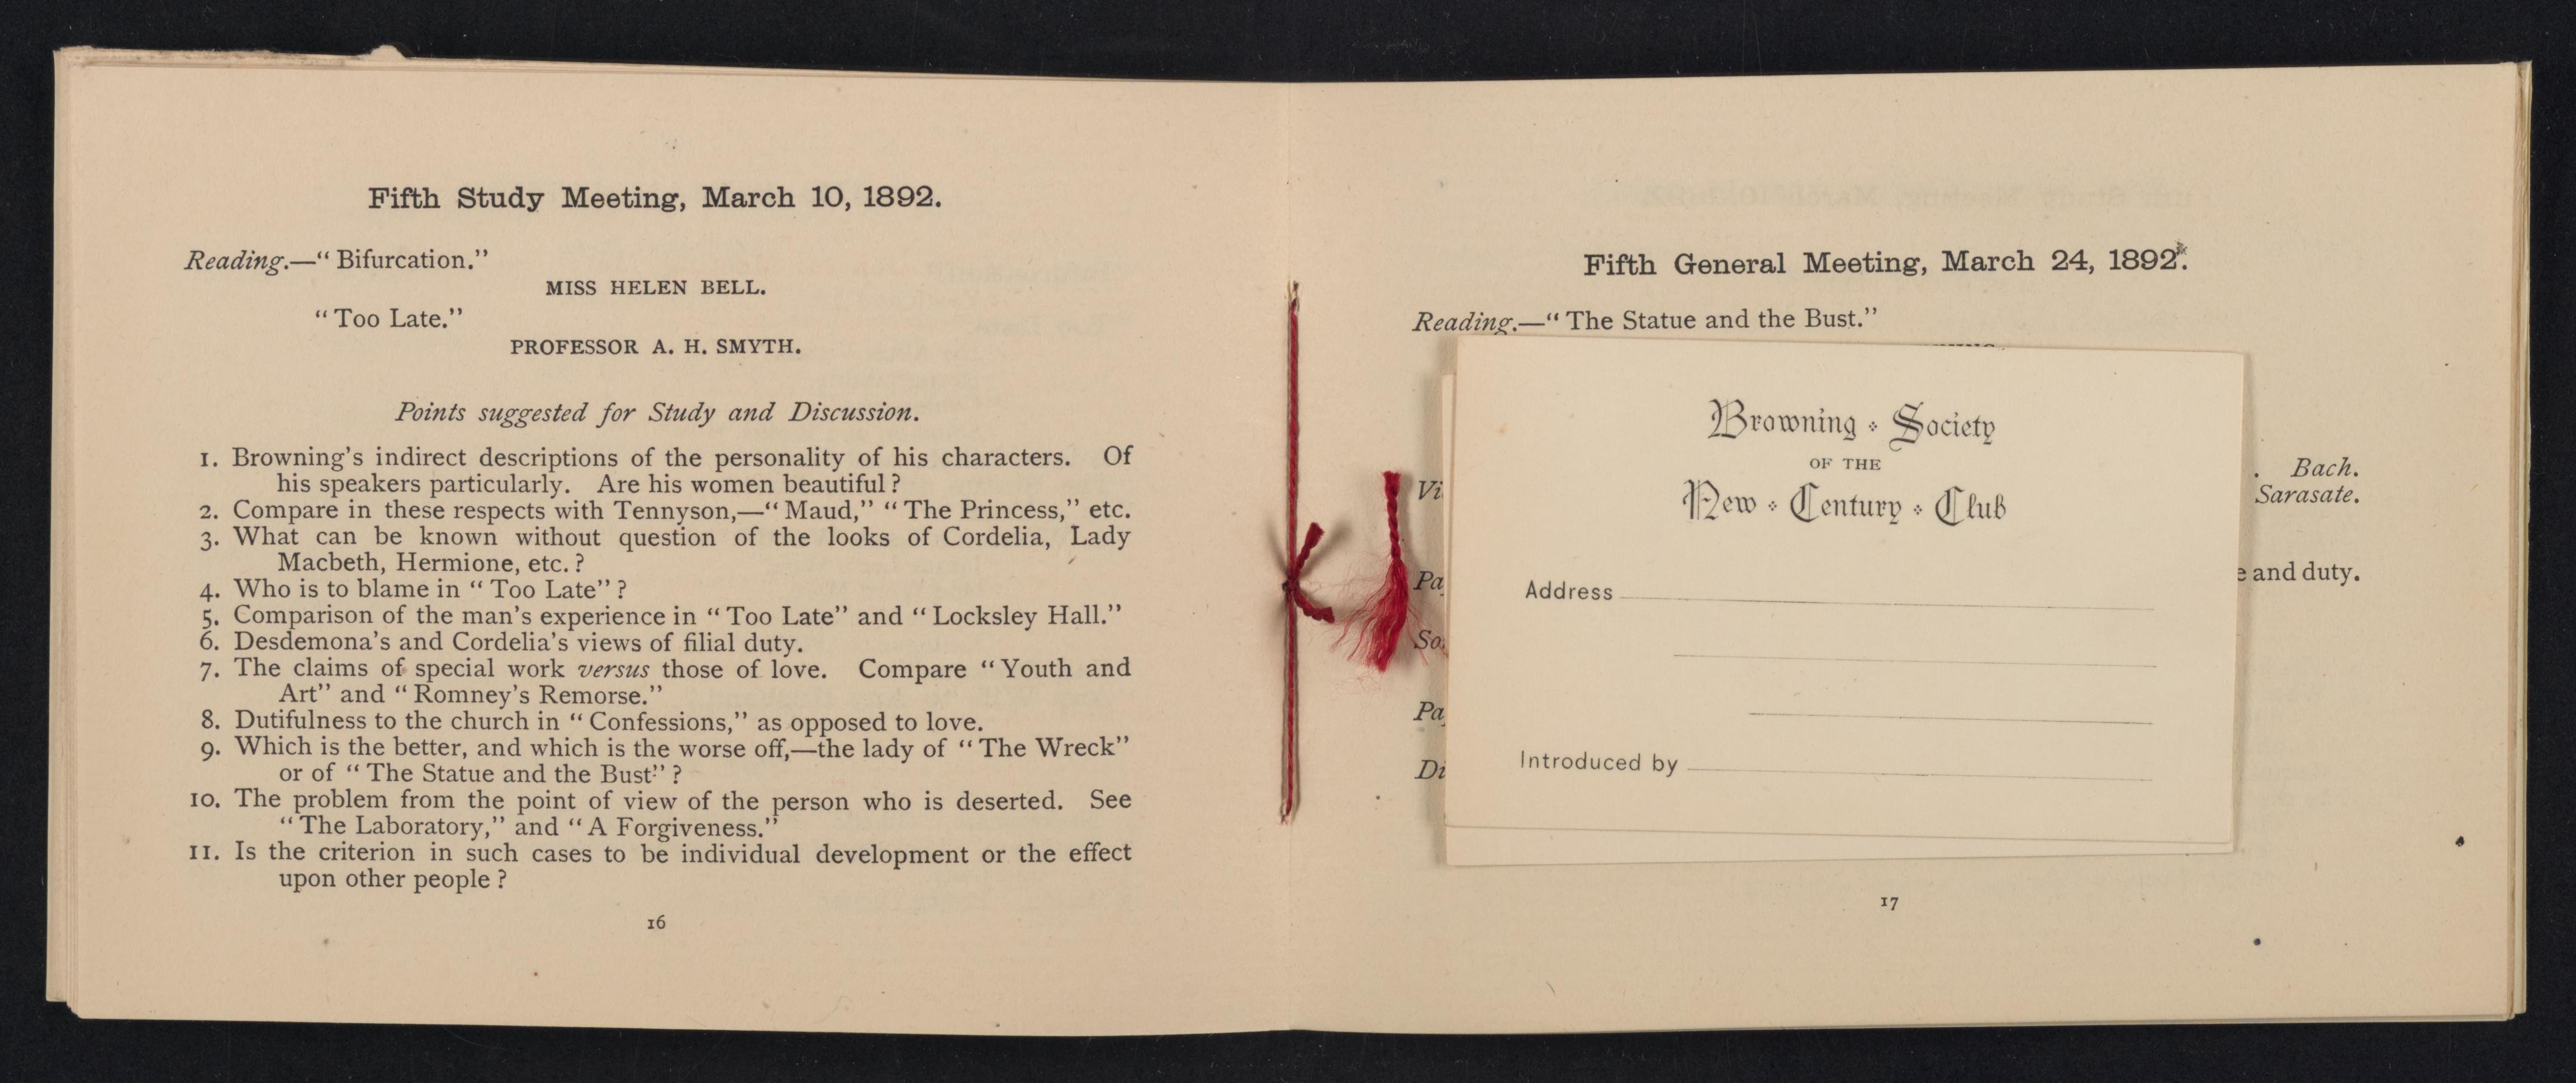 Fifth Study Meeting, March 10, 1892.
Reading.—“Bifurcation.”
MISS HELEN BELL.
“Too Late.”
PROFESSOR A. H. SMYTH.
Points suggested for Study and Discussion.
1. Browning’s indirect descriptions of the personality of his characters. Of
his speakers particularly. Are his women beautiful?
2. Compare in these respects with Tennyson,—“Maud,” “The Princess,” etc.
3. What can be known without question of the looks of Cordelia, Lady
Macbeth, Hermione, etc.?
4. Who is to blame in “Too Late”?
5. Comparison of the man’s experience in “Too Late” and “Locksley Hall.”
6. Desdemona’s and Cordelia’s views of filial duty.
7. The claims of special work versus those of love. Compare “Youth and
Art” and “Romney’s Remorse.”
8. Dutifulness to the church in “Confessions,” as opposed to love.
9. Which is the better, and which is the worse off,—the lady of “The Wreck”
or of “The Statue and the Bust”?
10. The problem from the point of view of the person who is deserted. See
“The Laboratory,” and “A Forgiveness.”
11. Is the criterion in such cases to be individual development or the effect
upon other people?
16
Fifth General Meeting, March 24, 1892.
Reading.—“The Statue and the Bust.”
Browning Society
OF THE
New Century Club
Address
Introduced by
Bach.
Sarasate.
and duty.
17